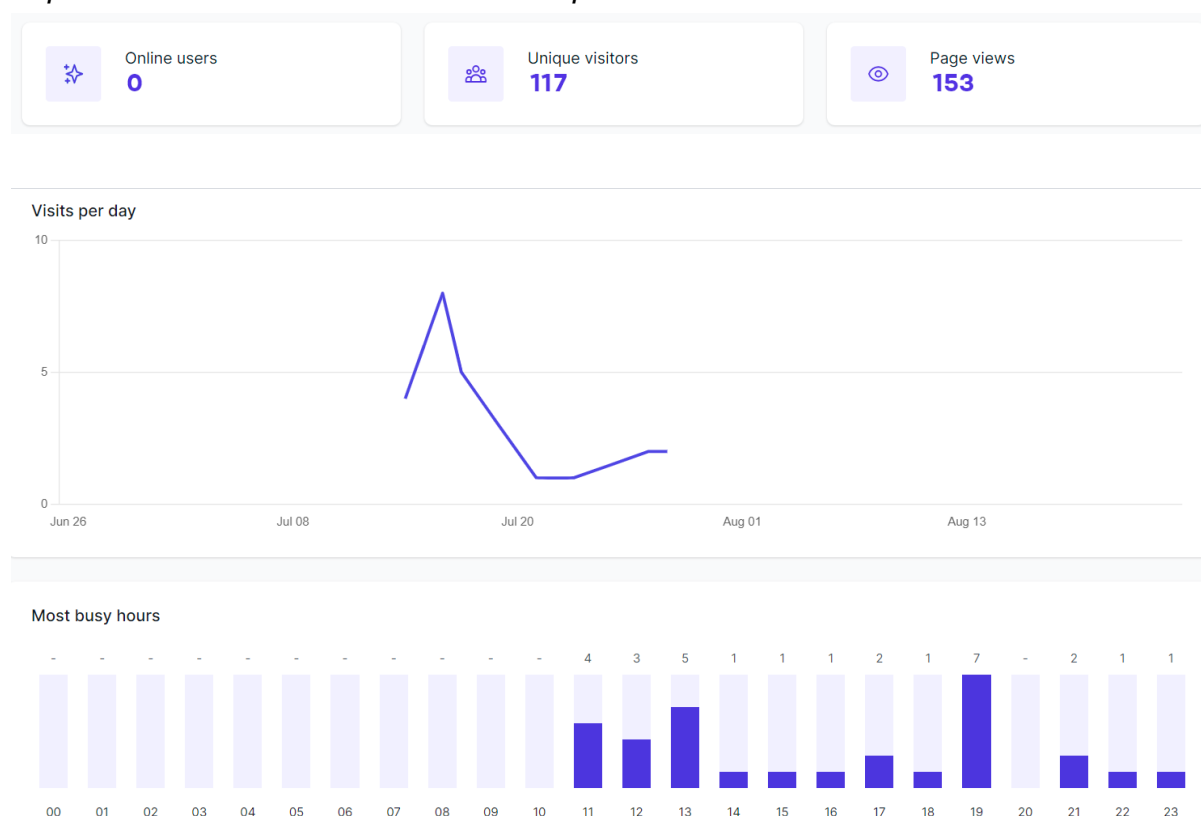 Online users
0
Unique visitors
117
Page views
153
Visits per day
10
5
0
Jun 26 Jul 08 Jul 20 Aug 01 Aug 13
Most busy hours
- - - - - - - - - - - 4 3 5 1 1 1 2 1 7 - 2 1 1
00 01 02 03 04 05 06 07 08 09 10 11 12 13 14 15 16 17 18 19 20 21 22 23